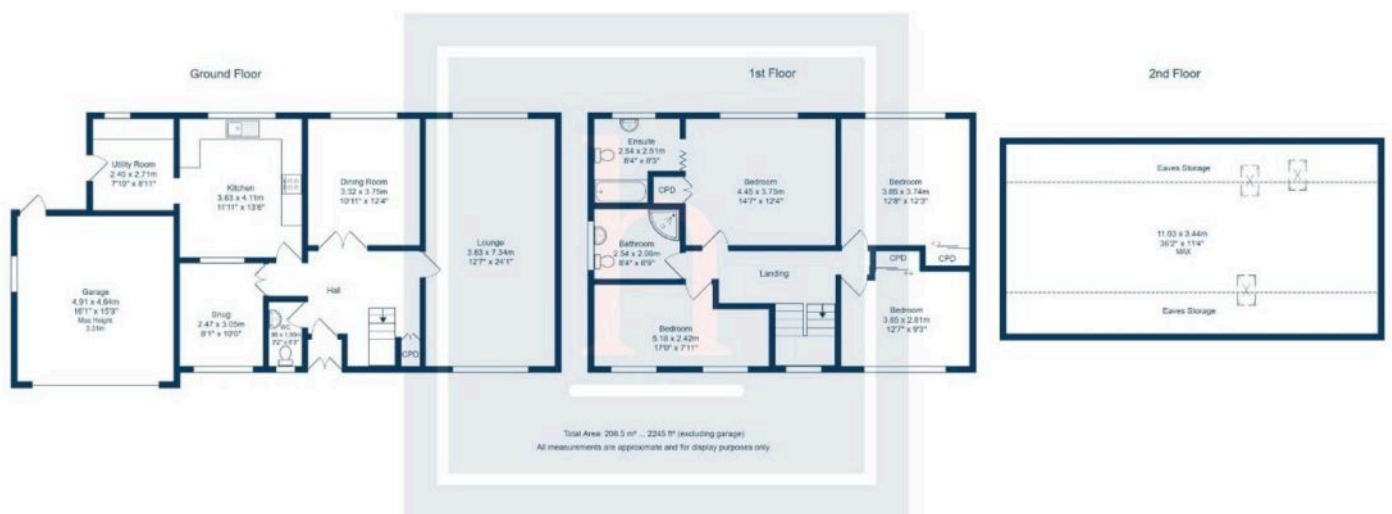 Ground Floor
1st Floor
2nd Floor
Utility Room
2.40 x 2.71m
7'10" x 8'11"
Kitchen
3.63 x 4.11m
11'11" x 13'6"
Dining Room
3.32 x 3.75m
10'11" x 12'4"
Lounge
3.83 x 7.34m
12'7" x 24'1"
Garage
4.91 x 4.64m
16'1" x 15'3"
Max Height
Snug
2.47 x 3.05m
8'1" x 10'0"
Hall
WC
CPD
Ensuite
2.54 x 2.51m
8'4" x 8'3"
CPD
Bedroom
4.45 x 3.75m
14'7" x 12'4"
Bedroom
3.85 x 3.74m
12'8" x 12'3"
Bathroom
2.54 x 2.06m
8'4" x 6'9"
Landing
CPD
CPD
Bedroom
5.18 x 2.42m
17'0" x 7'11"
Bedroom
3.85 x 2.81m
12'7" x 9'3"
Eaves Storage
11.03 x 3.44m
36'2" x 11'4"
MAX
Eaves Storage
h
Total Area: 208.5 m² ... 2245 ft² (excluding garage)
All measurements are approximate and for display purposes only.